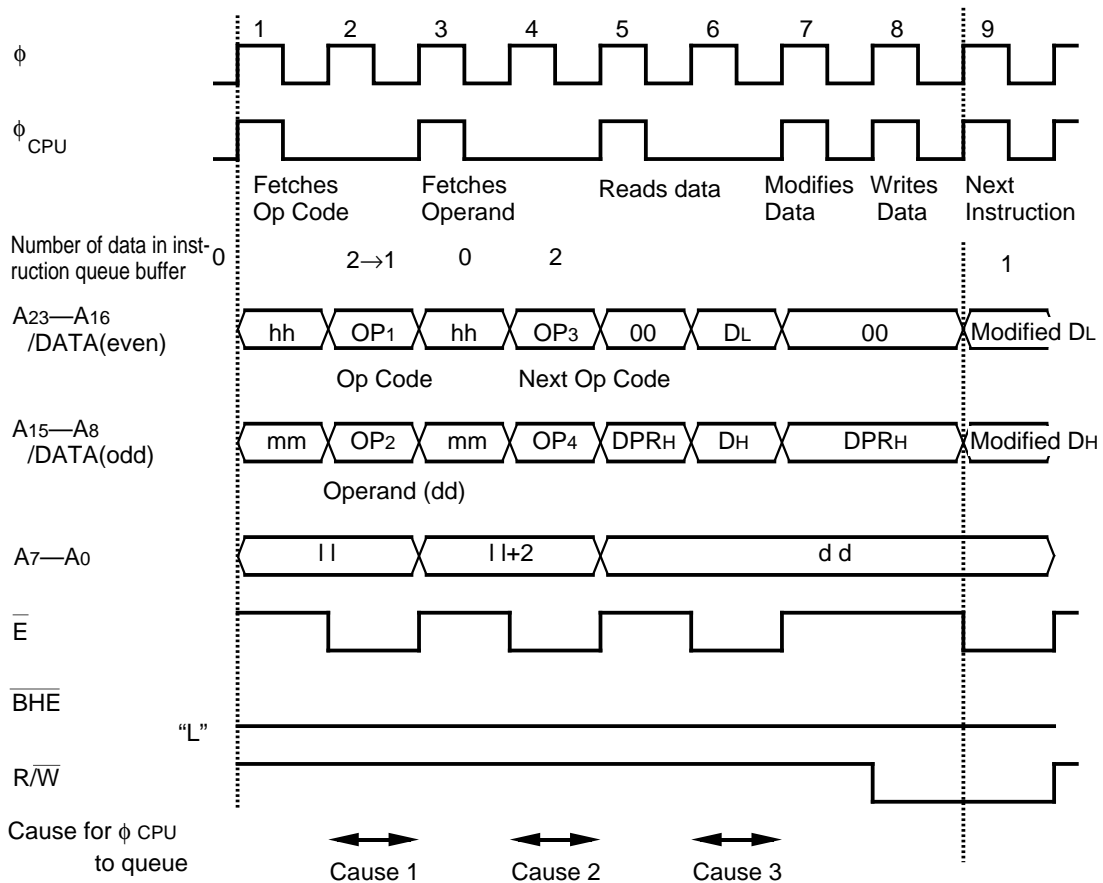 1 2 3 4 5 6 7 8 9
ϕ
ϕ CPU
Fetches Op Code
Fetches Operand
Reads data
Modifies Data
Writes Data
Next Instruction
Number of data in inst-
ruction queue buffer
0 2→1 0 2 1
A23—A16
/DATA(even)
hh OP1 hh OP3 00 DL 00 Modified DL
Op Code Next Op Code
A15—A8
/DATA(odd)
mm OP2 mm OP4 DPRH DH DPRH Modified DH
Operand (dd)
A7—A0
l l l l+2 d d
E̅
B̅H̅E̅
“L”
R/W̅
Cause for ϕ CPU
to queue
Cause 1 Cause 2 Cause 3